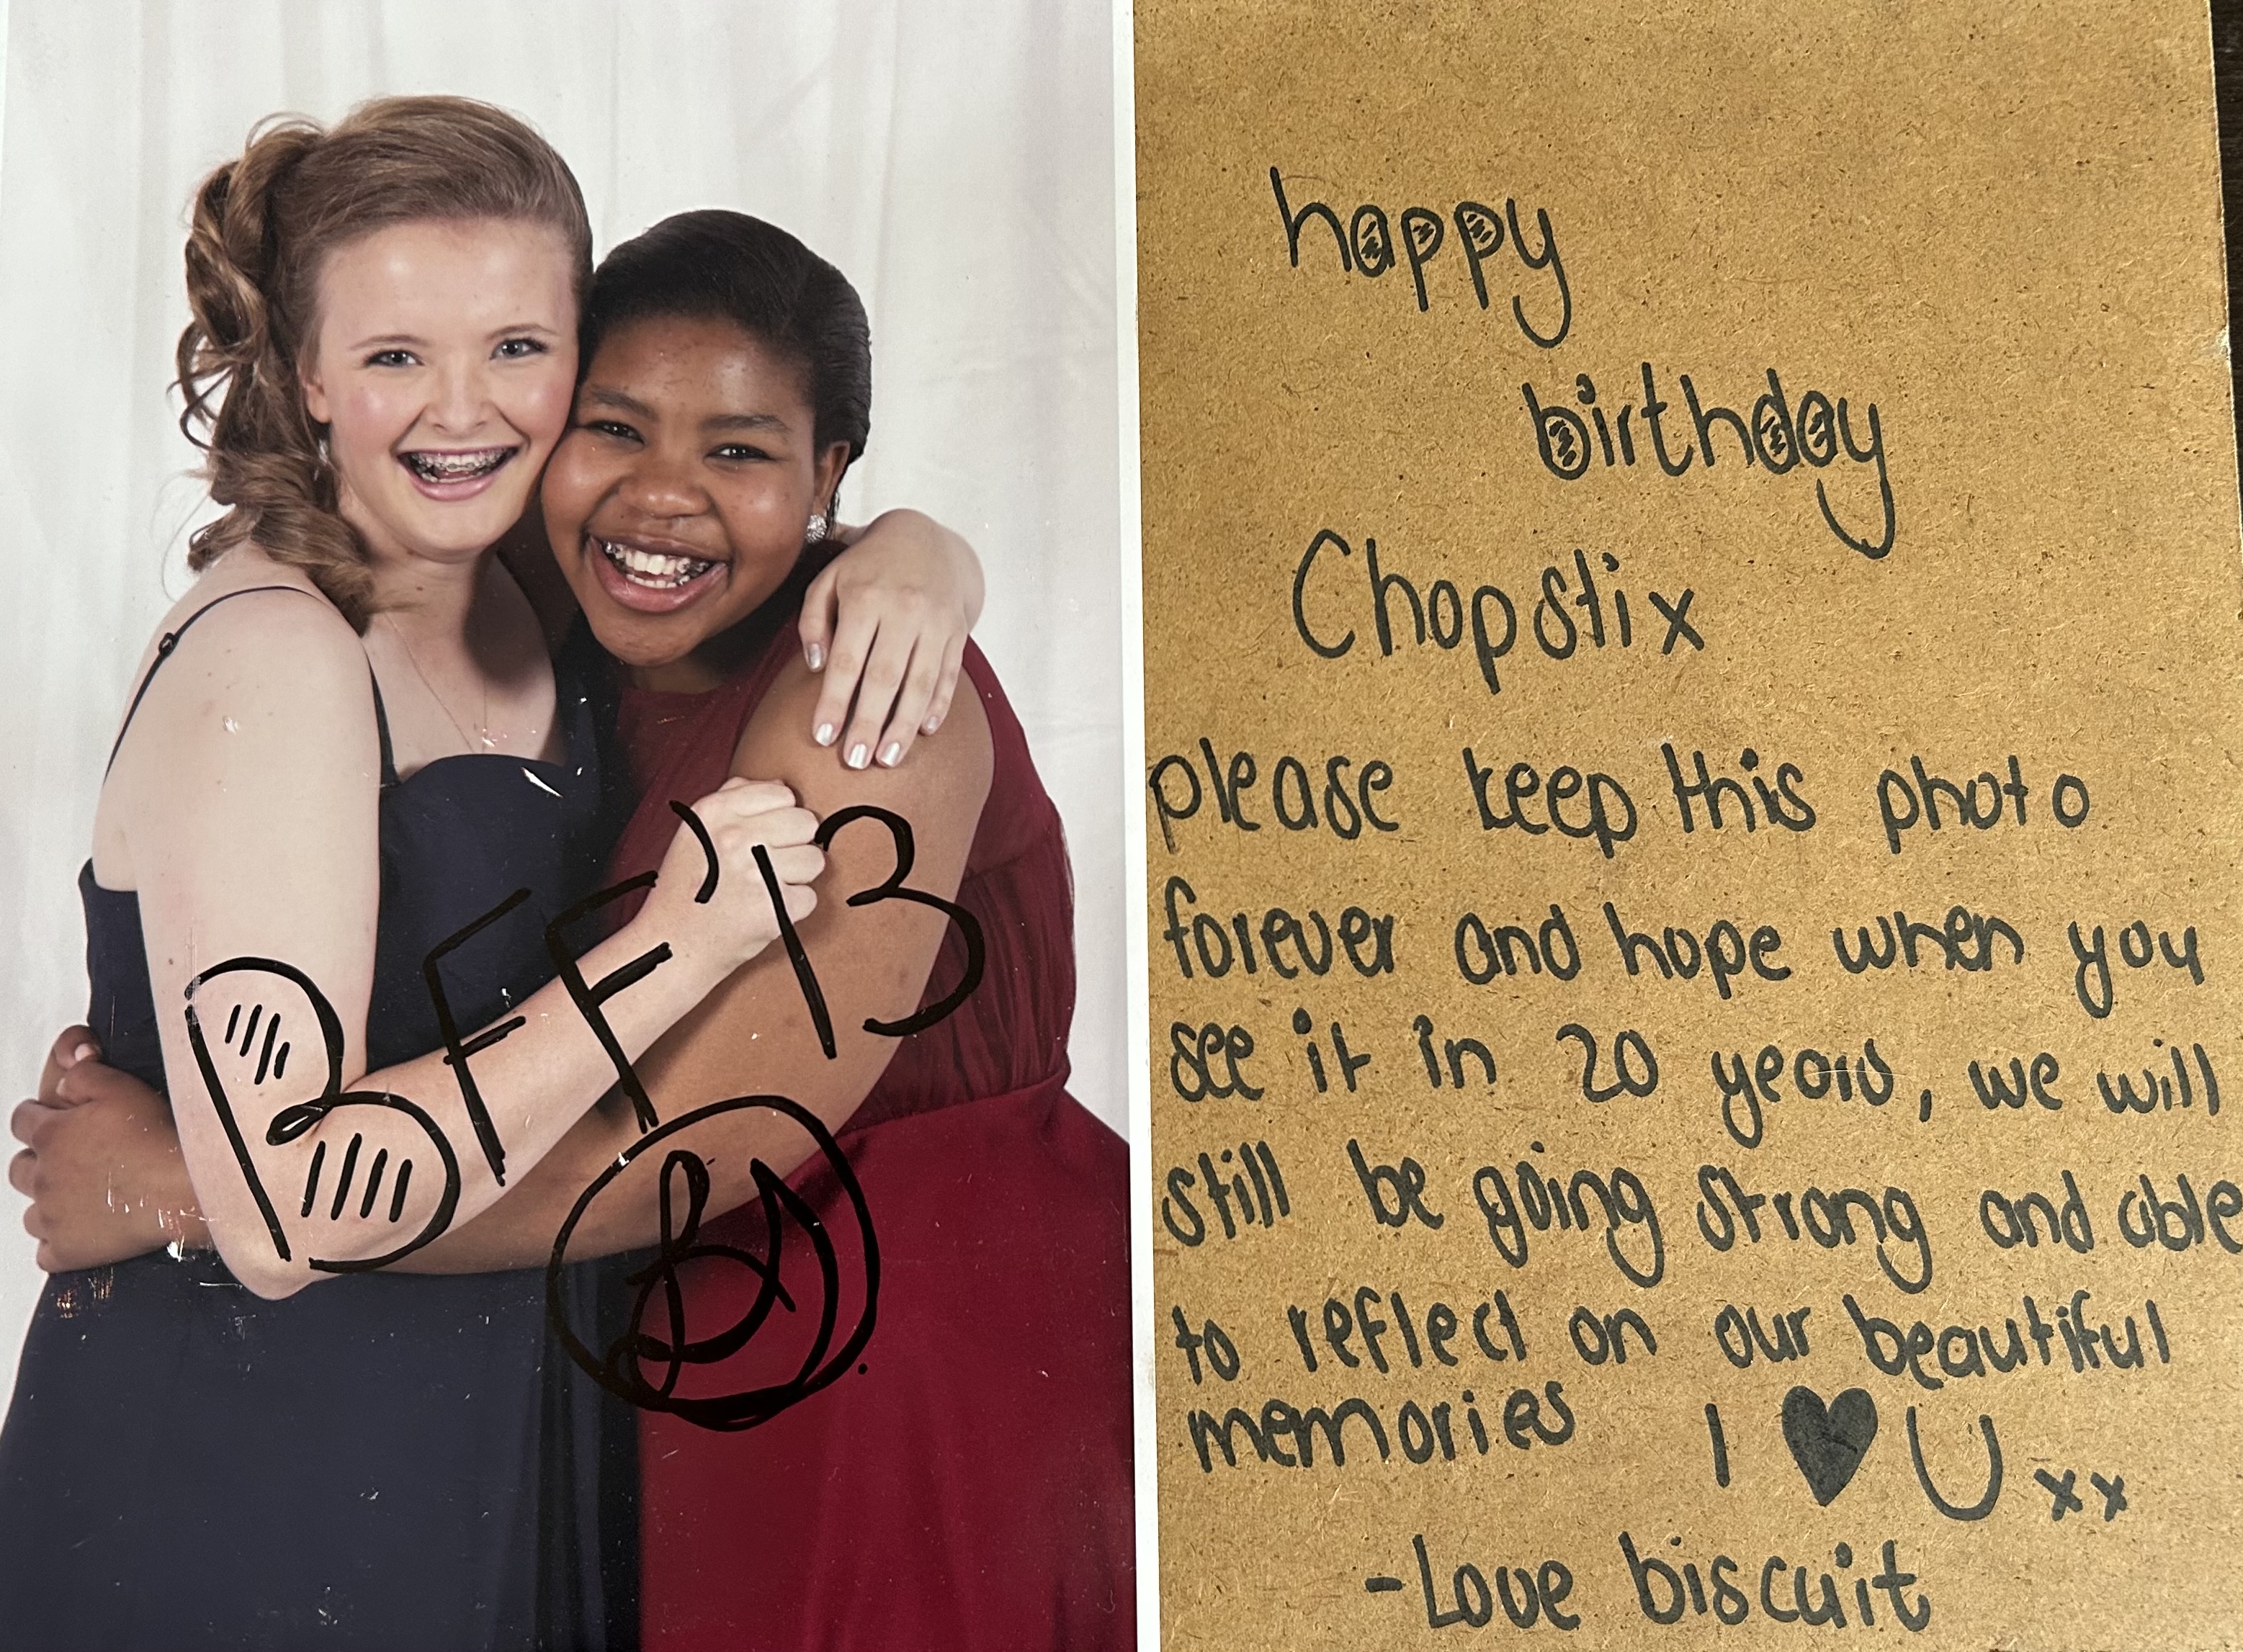 BFF'13
happy
birthday
Chopstix
please keep this photo
forever and hope when you
see it in 20 years, we will
still be going strong and able
to reflect on our beautiful
memories I ♥ U xx
-Love biscuit